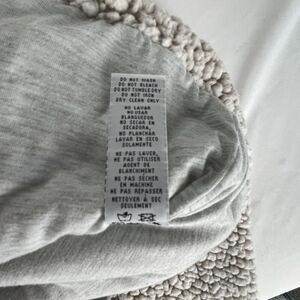 DO NOT WASH
DO NOT BLEACH
DO NOT TUMBLE DRY
DO NOT IRON
DRY CLEAN ONLY
NO LAVAR
NO USAR
BLANQUEDOR
NO SECAR EN
SECADORA,
NO PLANCHAR
LAVAR EN SECO
SOLAMENTE
NE PAS LAVER,
NE PAS UTILISER
AGENT DE
BLANCHIMENT
NE PAS SÉCHER
EN MACHINE
NE PAS REPASSER
NETTOYER À SEC
SEULEMENT